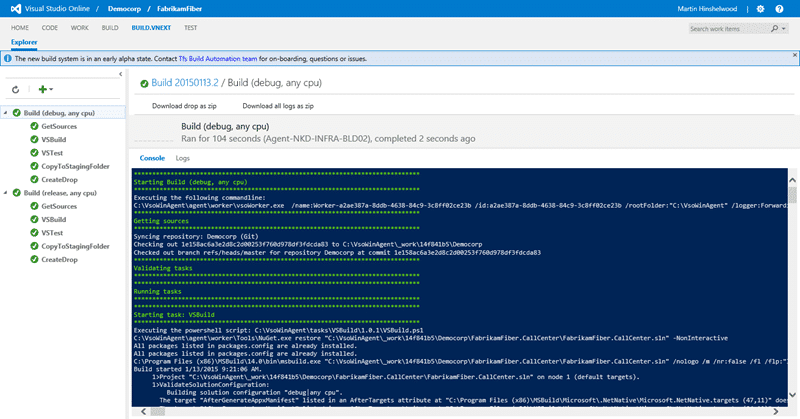 Visual Studio Online / Democorp / FabrikamFiber Martin Hinshelwood
HOME CODE WORK BUILD BUILD.VNEXT TEST Search work items
Explorer
The new build system is in an early alpha state. Contact Tfs Build Automation team for on-boarding, questions or issues.
Build (debug, any cpu)
GetSources
VSBuild
VSTest
CopyToStagingFolder
CreateDrop
Build (release, any cpu)
GetSources
VSBuild
VSTest
CopyToStagingFolder
CreateDrop
Build 20150113.2 / Build (debug, any cpu)
Download drop as zip Download all logs as zip
Build (debug, any cpu)
Ran for 104 seconds (Agent-NKD-INFRA-BLD02), completed 2 seconds ago
Console Logs
******************************************************************************
Starting Build (debug, any cpu)
******************************************************************************
Executing the following commandline:
C:\VsoWinAgent\agent\worker\vsoWorker.exe /name:Worker-a2ae387a-8ddb-4638-84c9-3c8ff02ce23b /id:a2ae387a-8ddb-4638-84c9-3c8ff02ce23b /rootFolder:"C:\VsoWinAgent" /logger:Forward
******************************************************************************
Getting sources
******************************************************************************
Syncing repository: Democorp (Git)
Checking out 1e158ac6a3e2d8c2d00253f760d978df3fdcda83 to C:\VsoWinAgent\_work\14f841b5\Democorp
Checked out branch refs/heads/master for repository Democorp at commit 1e158ac6a3e2d8c2d00253f760d978df3fdcda83
******************************************************************************
Validating tasks
******************************************************************************
******************************************************************************
Running tasks
******************************************************************************
******************************************************************************
Starting task: VSBuild
******************************************************************************
Executing the powershell script: C:\VsoWinAgent\tasks\VSBuild\1.0.1\VSBuild.ps1
C:\VsoWinAgent\agent\worker\Tools\NuGet.exe restore "C:\VsoWinAgent\_work\14f841b5\Democorp\FabrikamFiber.CallCenter\FabrikamFiber.CallCenter.sln" -NonInteractive
All packages listed in packages.config are already installed.
All packages listed in packages.config are already installed.
C:\Program Files (x86)\MSBuild\14.0\bin\msbuild.exe "C:\VsoWinAgent\_work\14f841b5\Democorp\FabrikamFiber.CallCenter\FabrikamFiber.CallCenter.sln" /nologo /m /nr:false /fl /flp:"
Build started 1/13/2015 9:21:06 AM.
1>Project "C:\VsoWinAgent\_work\14f841b5\Democorp\FabrikamFiber.CallCenter\FabrikamFiber.CallCenter.sln" on node 1 (default targets).
1>ValidateSolutionConfiguration:
Building solution configuration "debug|any cpu".
The target "AfterGenerateAppxManifest" listed in an AfterTargets attribute at "C:\Program Files (x86)\MSBuild\Microsoft\.NetNative\Microsoft.NetNative.targets (47,11)" does